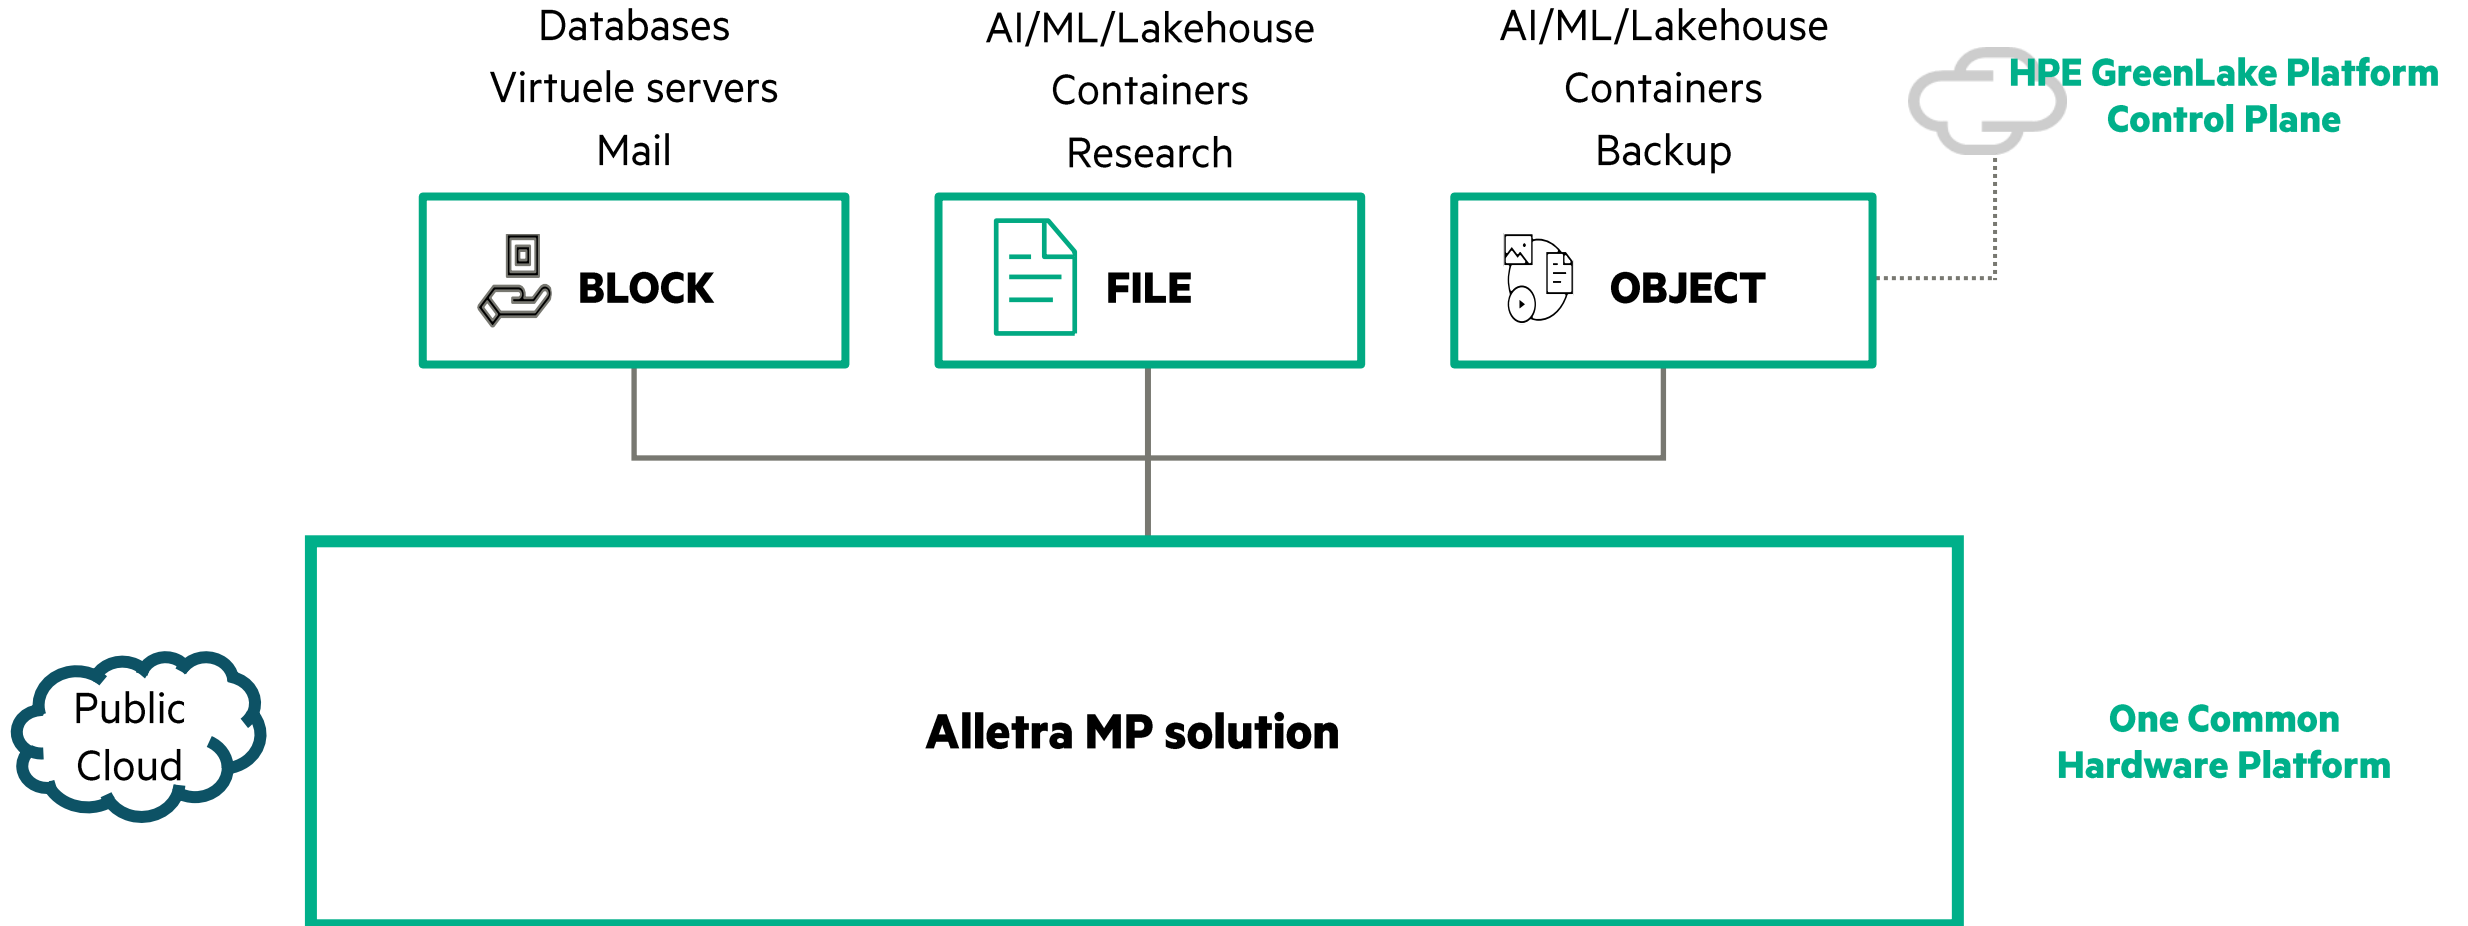 Databases
Virtuele servers
Mail
AI/ML/Lakehouse
Containers
Research
AI/ML/Lakehouse
Containers
Backup
HPE GreenLake Platform
Control Plane
BLOCK
FILE
OBJECT
Public
Cloud
Alletra MP solution
One Common
Hardware Platform